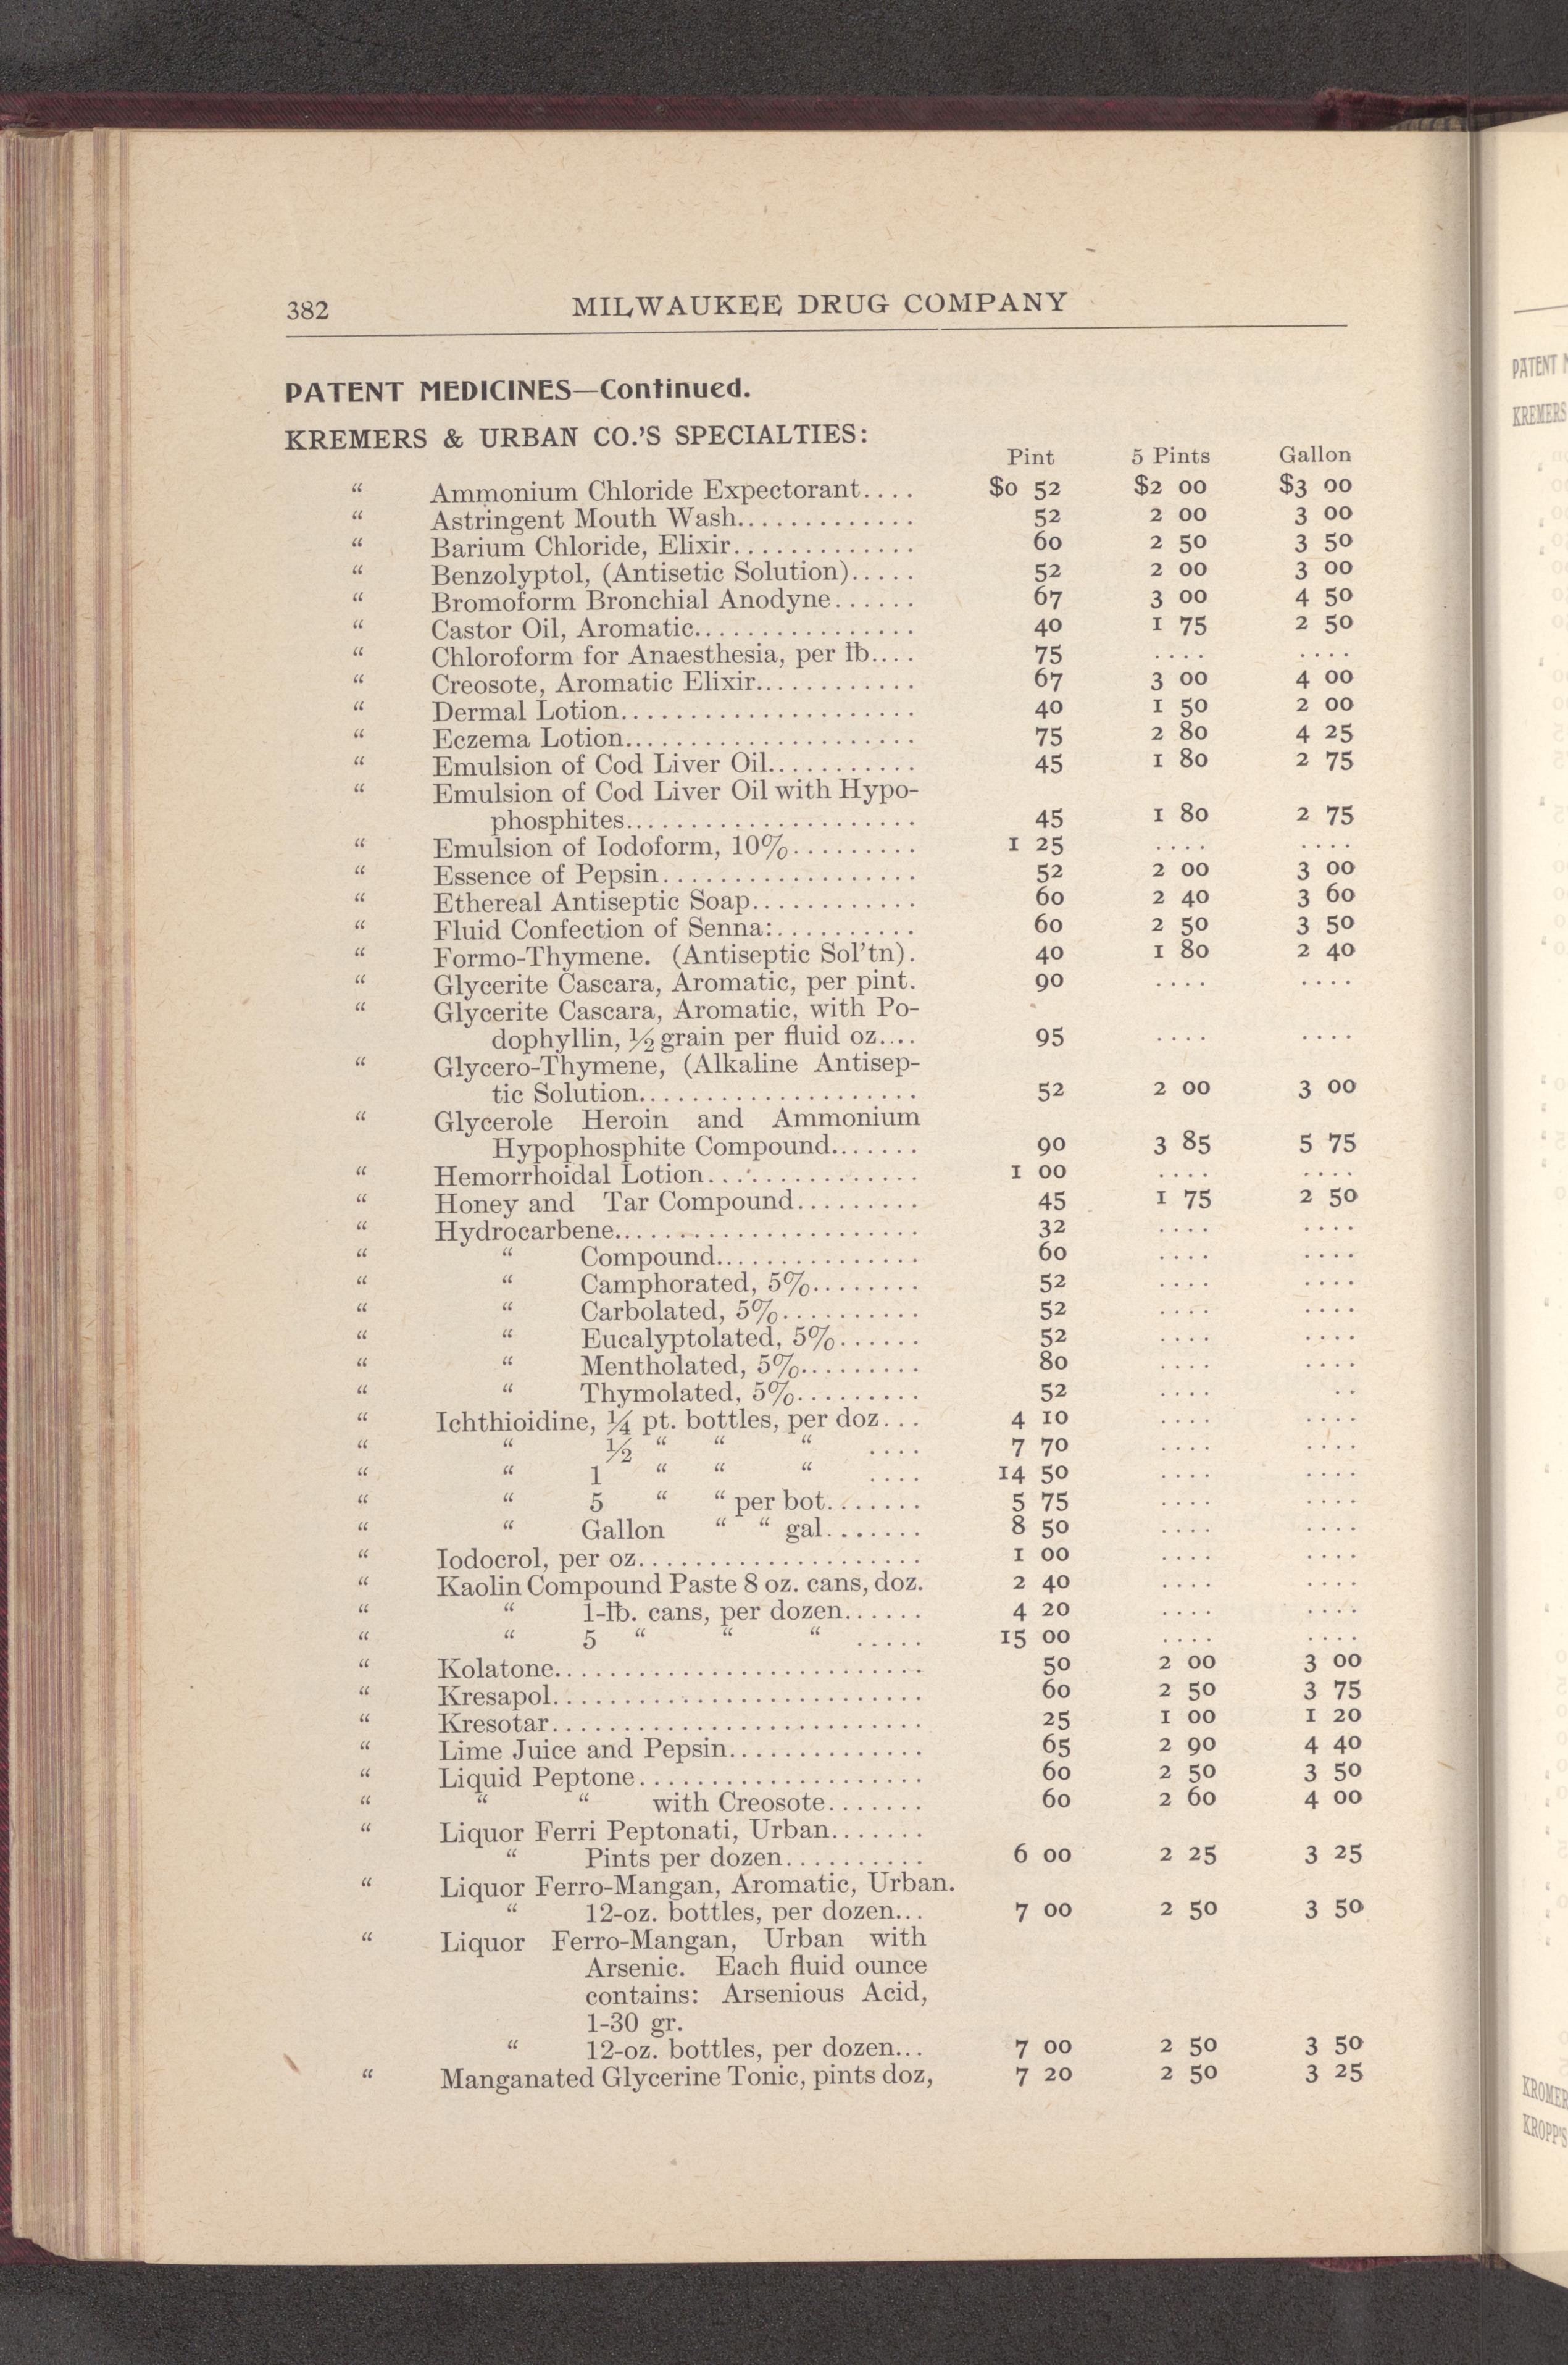 382 MILWAUKEE DRUG COMPANY
PATENT MEDICINES—Continued.
KREMERS & URBAN CO.'S SPECIALTIES:
Pint 5 Pints Gallon
“ Ammonium Chloride Expectorant.... $0 52 $2 00 $3 00
“ Astringent Mouth Wash............. 52 2 00 3 00
“ Barium Chloride, Elixir............. 60 2 50 3 50
“ Benzolyptol, (Antisetic Solution)..... 52 2 00 3 00
“ Bromoform Bronchial Anodyne...... 67 3 00 4 50
“ Castor Oil, Aromatic................. 40 1 75 2 50
“ Chloroform for Anaesthesia, per lb.... 75 .... ....
“ Creosote, Aromatic Elixir............ 67 3 00 4 00
“ Dermal Lotion...................... 40 1 50 2 00
“ Eczema Lotion...................... 75 2 80 4 25
“ Emulsion of Cod Liver Oil........... 45 1 80 2 75
“ Emulsion of Cod Liver Oil with Hypo-
phosphites...................... 45 1 80 2 75
“ Emulsion of Iodoform, 10%......... 1 25 .... ....
“ Essence of Pepsin................... 52 2 00 3 00
“ Ethereal Antiseptic Soap............ 60 2 40 3 60
“ Fluid Confection of Senna:.......... 60 2 50 3 50
“ Formo-Thymene. (Antiseptic Sol'tn). 40 1 80 2 40
“ Glycerite Cascara, Aromatic, per pint. 90 .... ....
“ Glycerite Cascara, Aromatic, with Po-
dophyllin, ½ grain per fluid oz.... 95 .... ....
“ Glycero-Thymene, (Alkaline Antisep-
tic Solution..................... 52 2 00 3 00
“ Glycerole Heroin and Ammonium
Hypophosphite Compound....... 90 3 85 5 75
“ Hemorrhoidal Lotion................ 1 00 .... ....
“ Honey and Tar Compound......... 45 1 75 2 50
“ Hydrocarbene....................... 32 .... ....
“ “ Compound............... 60 .... ....
“ “ Camphorated, 5%........ 52 .... ....
“ “ Carbolated, 5%.......... 52 .... ....
“ “ Eucalyptolated, 5%...... 52 .... ....
“ “ Mentholated, 5%......... 80 .... ....
“ “ Thymolated, 5%......... 52 .... ..
“ Ichthioidine, ¼ pt. bottles, per doz... 4 10 .... ....
“ “ ½ “ “ “ .... 7 70 .... ....
“ “ 1 “ “ “ .... 14 50 .... ....
“ “ 5 “ “ per bot....... 5 75 .... ....
“ “ Gallon “ “ gal....... 8 50 .... ....
“ Iodocrol, per oz..................... 1 00 .... ....
“ Kaolin Compound Paste 8 oz. cans, doz. 2 40 .... ....
“ “ 1-lb. cans, per dozen...... 4 20 .... ....
“ “ 5 “ “ “ ..... 15 00 .... ....
“ Kolatone........................... 50 2 00 3 00
“ Kresapol........................... 60 2 50 3 75
“ Kresotar........................... 25 1 00 1 20
“ Lime Juice and Pepsin.............. 65 2 90 4 40
“ Liquid Peptone..................... 60 2 50 3 50
“ “ “ with Creosote....... 60 2 60 4 00
“ Liquor Ferri Peptonati, Urban.......
“ Pints per dozen.......... 6 00 2 25 3 25
“ Liquor Ferro-Mangan, Aromatic, Urban.
“ 12-oz. bottles, per dozen... 7 00 2 50 3 50
“ Liquor Ferro-Mangan, Urban with
Arsenic. Each fluid ounce
contains: Arsenious Acid,
1-30 gr.
“ 12-oz. bottles, per dozen... 7 00 2 50 3 50
“ Manganated Glycerine Tonic, pints doz, 7 20 2 50 3 25
PATENT
KREMERS
KROPP'S